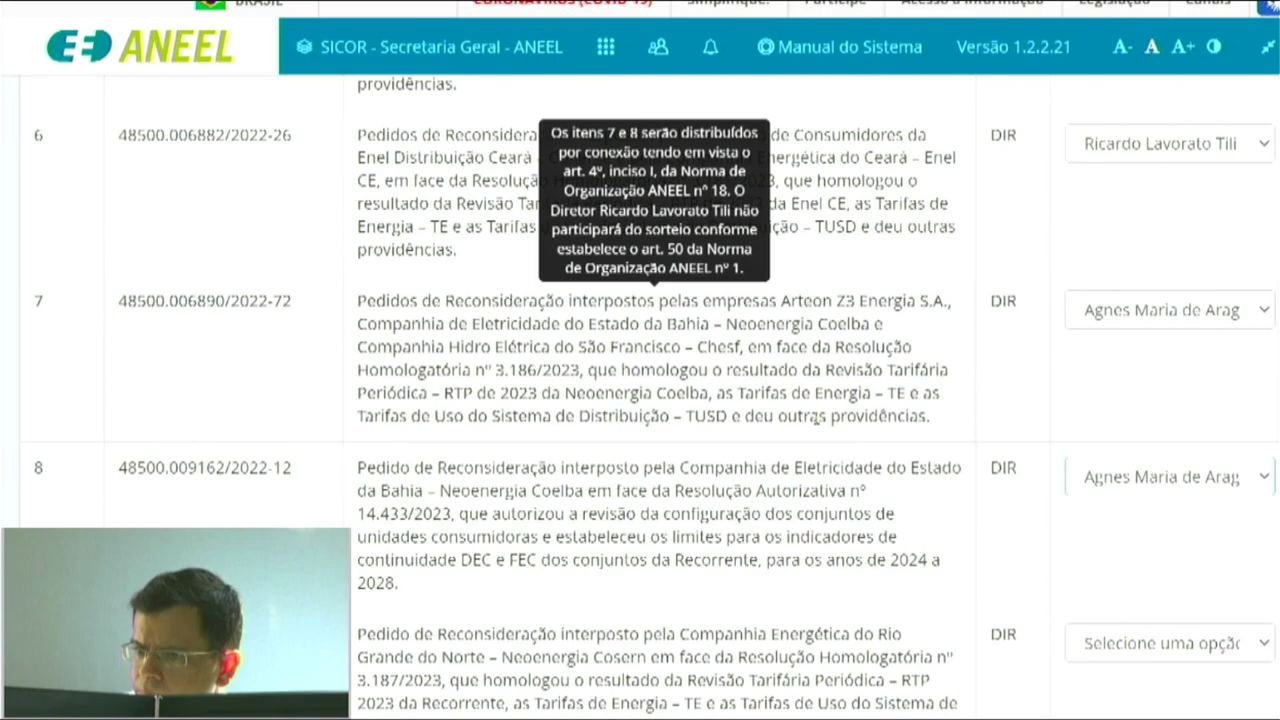 BRASIL
CORONAVÍRUS (COVID-19)
Simplifique!
Participe
Acesso à informação
Legislação
Canais
ANEEL
SICOR - Secretaria Geral - ANEEL
Manual do Sistema
Versão 1.2.2.21
A-
A
A+
providências.
6
48500.006882/2022-26
Pedidos de Reconsidera
de Consumidores da
Enel Distribuição Ceará
Energética do Ceará – Enel
CE, em face da Resolução
2023, que homologou o
resultado da Revisão Tar
da Enel CE, as Tarifas de
Energia – TE e as Tarifas
ição – TUSD e deu outras
providências.
DIR
Ricardo Lavorato Tili
Os itens 7 e 8 serão distribuídos
por conexão tendo em vista o
art. 4º, inciso I, da Norma de
Organização ANEEL nº 18. O
Diretor Ricardo Lavorato Tili não
participará do sorteio conforme
estabelece o art. 50 da Norma
de Organização ANEEL nº 1.
7
48500.006890/2022-72
Pedidos de Reconsideração interpostos pelas empresas Arteon Z3 Energia S.A.,
Companhia de Eletricidade do Estado da Bahia – Neoenergia Coelba e
Companhia Hidro Elétrica do São Francisco – Chesf, em face da Resolução
Homologatória nº 3.186/2023, que homologou o resultado da Revisão Tarifária
Periódica – RTP de 2023 da Neoenergia Coelba, as Tarifas de Energia – TE e as
Tarifas de Uso do Sistema de Distribuição – TUSD e deu outras providências.
DIR
Agnes Maria de Arag
8
48500.009162/2022-12
Pedido de Reconsideração interposto pela Companhia de Eletricidade do Estado
da Bahia – Neoenergia Coelba em face da Resolução Autorizativa nº
14.433/2023, que autorizou a revisão da configuração dos conjuntos de
unidades consumidoras e estabeleceu os limites para os indicadores de
continuidade DEC e FEC dos conjuntos da Recorrente, para os anos de 2024 a
2028.
DIR
Agnes Maria de Arag
Pedido de Reconsideração interposto pela Companhia Energética do Rio
Grande do Norte – Neoenergia Cosern em face da Resolução Homologatória nº
3.187/2023, que homologou o resultado da Revisão Tarifária Periódica – RTP
2023 da Recorrente, as Tarifas de Energia – TE e as Tarifas de Uso do Sistema de
DIR
Selecione uma opçã